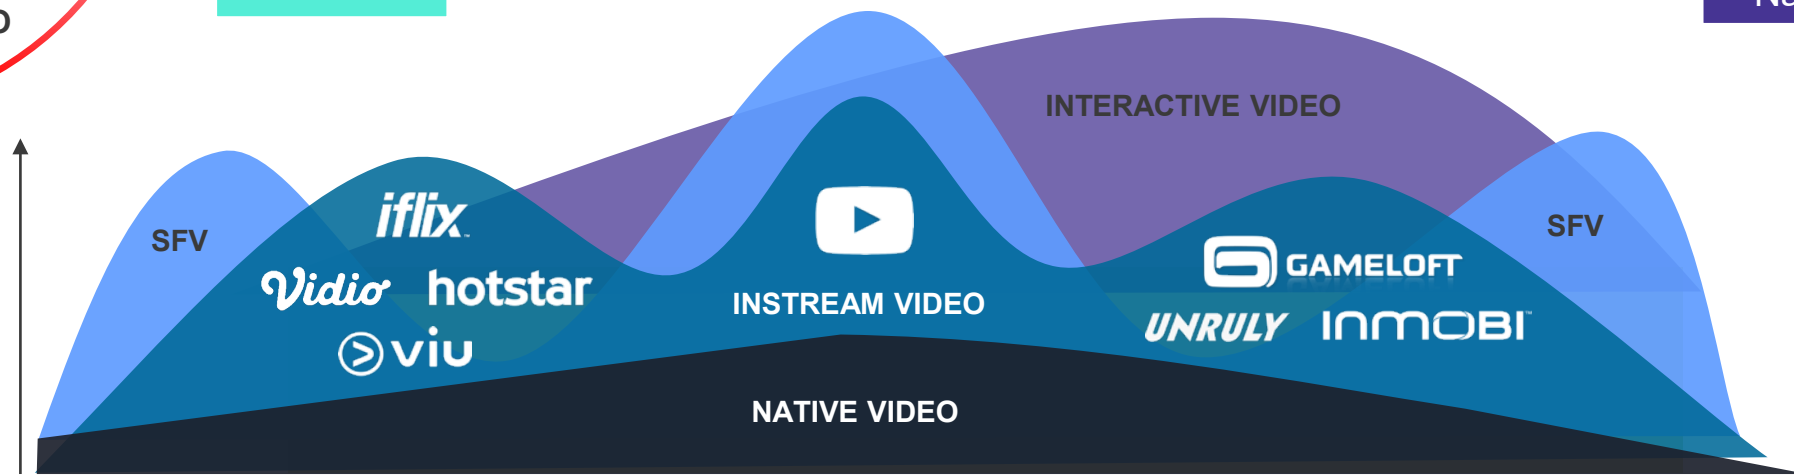 INTERACTIVE VIDEO
SFV
iflix
SFV
Vidio hotstar
GAMELOFT
INSTREAM VIDEO
UNRULY INMOBI
viu
NATIVE VIDEO